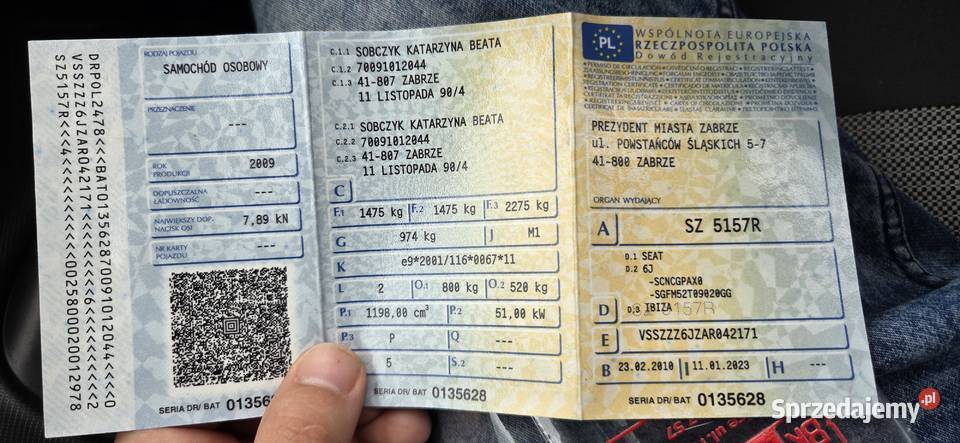 DRPOL2478<<BAT0135628700910120 44<<<<0
VSSZZZ6JZAR042171<<<<<<<<<<6<<<<<<<<2
SZ5157R<<4<<<<<<<<<<<<002580002001 2978
RODZAJ POJAZDU
SAMOCHÓD OSOBOWY
PRZEZNACZENIE
---
ROK PRODUKCJI 2009
DOPUSZCZALNA ŁADOWNOŚĆ ---
NAJWIĘKSZY DOP. NACISK OSI 7,89 kN
NR KARTY POJAZDU ---
SERIA DR/ BAT 013562
C.1.1 SOBCZYK KATARZYNA BEATA
C.1.2 70091012044
C.1.3 41-807 ZABRZE
11 LISTOPADA 90/4
C.2.1 SOBCZYK KATARZYNA BEATA
C.2.2 70091012044
C.2.3 41-807 ZABRZE
11 LISTOPADA 90/4
C
F.1 1475 kg F.2 1475 kg F.3 2275 kg
G 974 kg J M1
K e9*2001/116*0067*11
L 2 O.1 800 kg O.2 520 kg
P.1 1198,00 cm³ P.2 51,00 kW
P.3 P Q ---
5 S.2 ---
SERIA DR/ BAT 0135628
PL
WSPÓLNOTA EUROPEJSKA
RZECZPOSPOLITA POLSKA
Dowód Rejestracyjny
PREZYDENT MIASTA ZABRZE
ul. POWSTAŃCÓW ŚLĄSKICH 5-7
41-800 ZABRZE
ORGAN WYDAJĄCY
A SZ 5157R
D.1 SEAT
D.2 6J
-SCNCGPAX0
-SGFM52T09020GG
D D.3 IBIZA
E VSSZZZ6JZAR042171
B 23.02.2010 I 11.01.2023 H ---
SERIA DR/ BAT 0135628
Sprzedajemy.pl